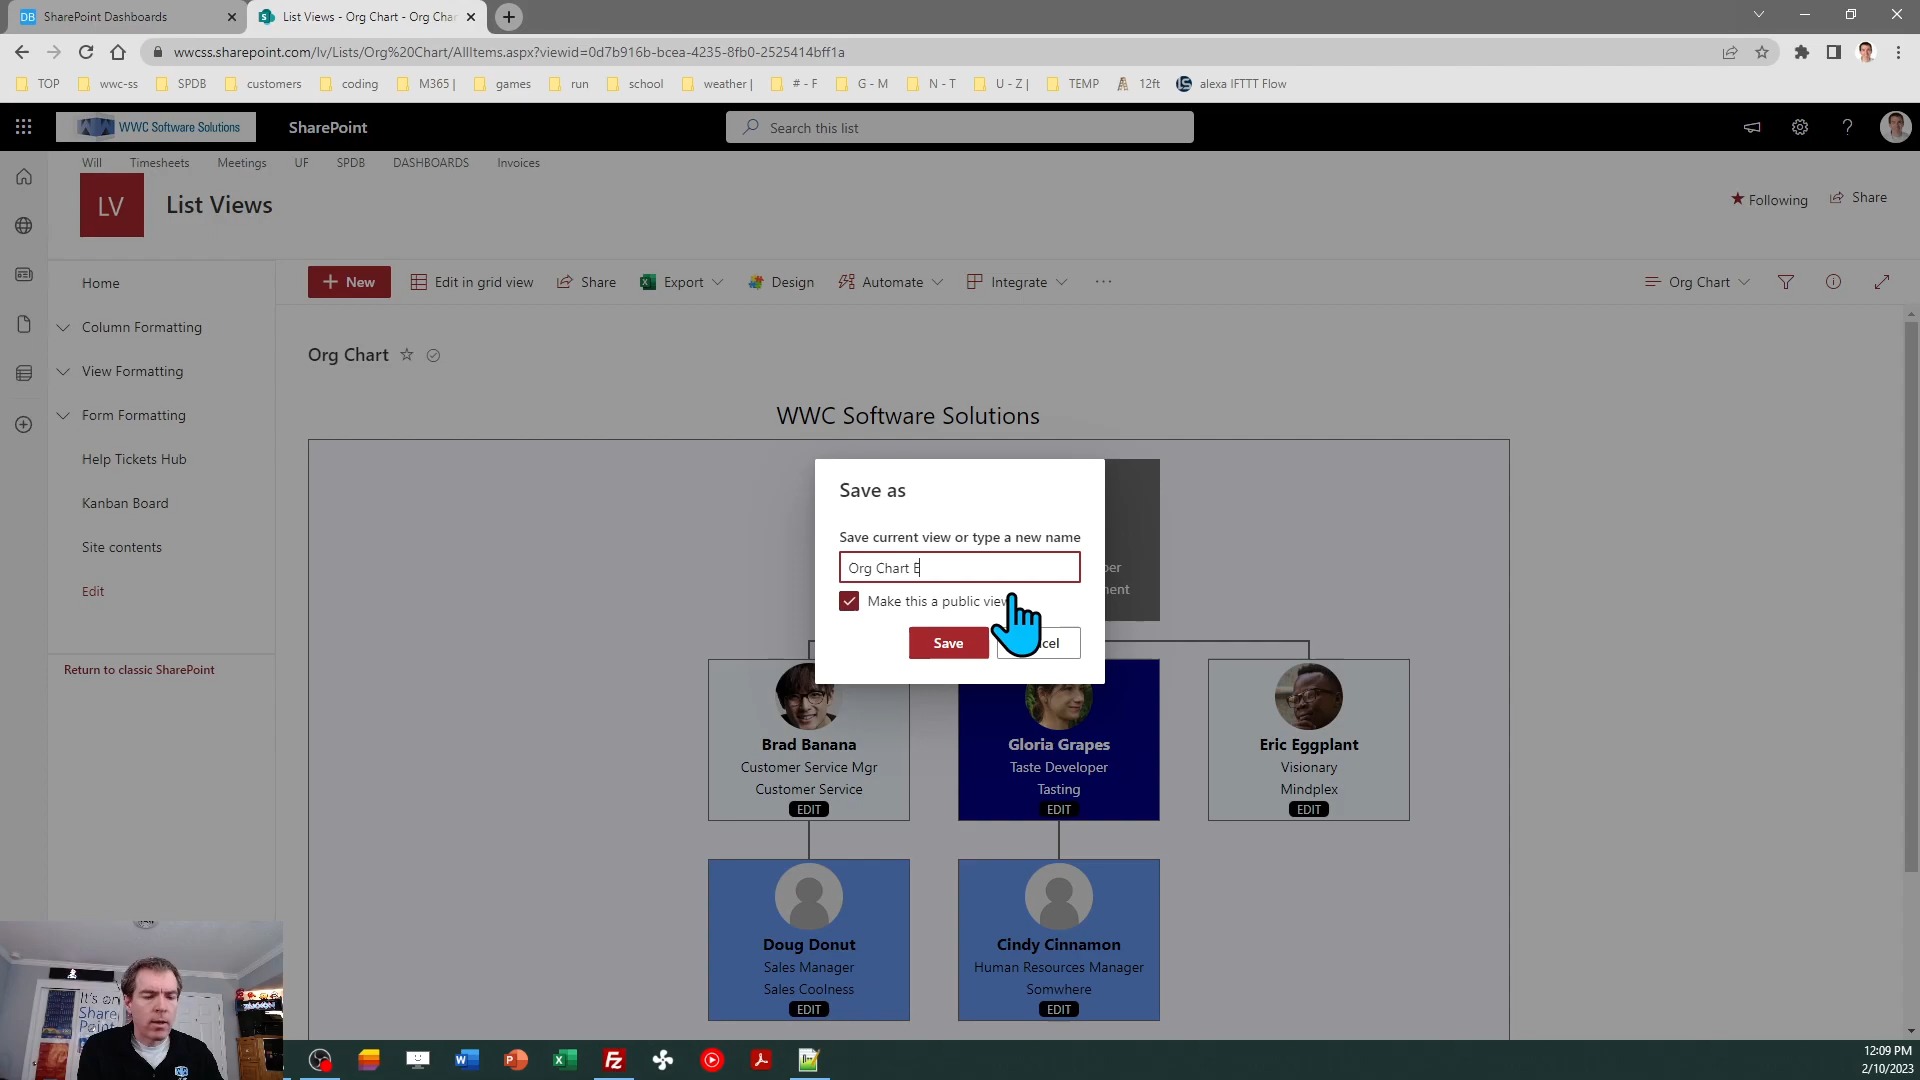 DB SharePoint Dashboards
S List Views - Org Chart - Org Char
wwcss.sharepoint.com/lv/Lists/Org%20Chart/AllItems.aspx?viewid=0d7b916b-bcea-4235-8fb0-2525414bff1a
TOP wwc-ss SPDB customers coding M365 | games run school weather | # - F G - M N - T U - Z | TEMP 12ft alexa IFTTT Flow
WWC Software Solutions SharePoint Search this list
Will Timesheets Meetings UF SPDB DASHBOARDS Invoices
LV List Views
Following Share
Home
Column Formatting
View Formatting
Form Formatting
Help Tickets Hub
Kanban Board
Site contents
Edit
Return to classic SharePoint
New Edit in grid view Share Export Design Automate Integrate ... Org Chart
Org Chart
WWC Software Solutions
Save as
Save current view or type a new name
Org Chart E
Make this a public view
Save
Brad Banana
Customer Service Mgr
Customer Service
EDIT
Gloria Grapes
Taste Developer
Tasting
EDIT
Eric Eggplant
Visionary
Mindplex
EDIT
Doug Donut
Sales Manager
Sales Coolness
EDIT
Cindy Cinnamon
Human Resources Manager
Somwhere
EDIT
It's on
Share
Point
12:09 PM
2/10/2023